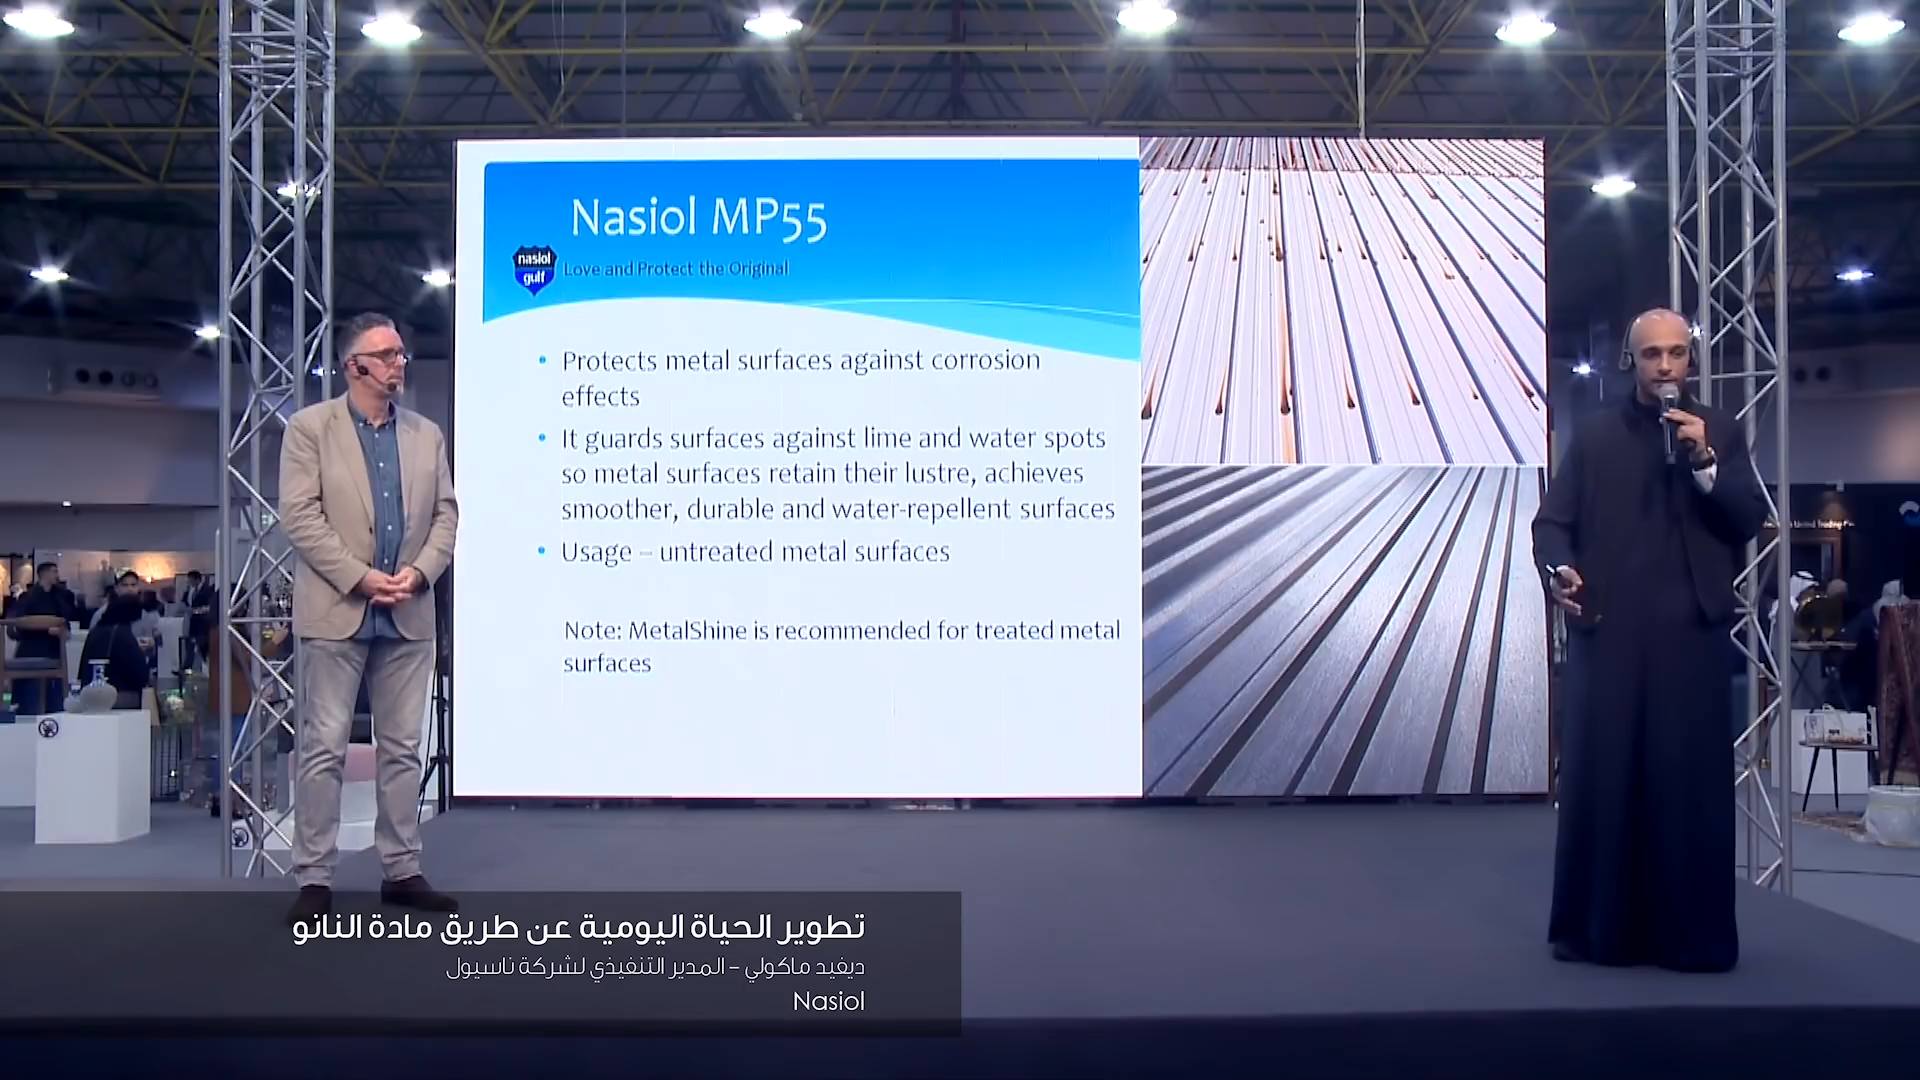 Nasiol MP55
nasiol
gulf
Love and Protect the Original
• Protects metal surfaces against corrosion
effects
• It guards surfaces against lime and water spots
so metal surfaces retain their lustre, achieves
smoother, durable and water-repellent surfaces
• Usage – untreated metal surfaces
Note: MetalShine is recommended for treated metal
surfaces
تطوير الحياة اليومية عن طريق مادة النانو
ديفيد ماكولي – المدير التنفيذي لشركة ناسيول
Nasiol